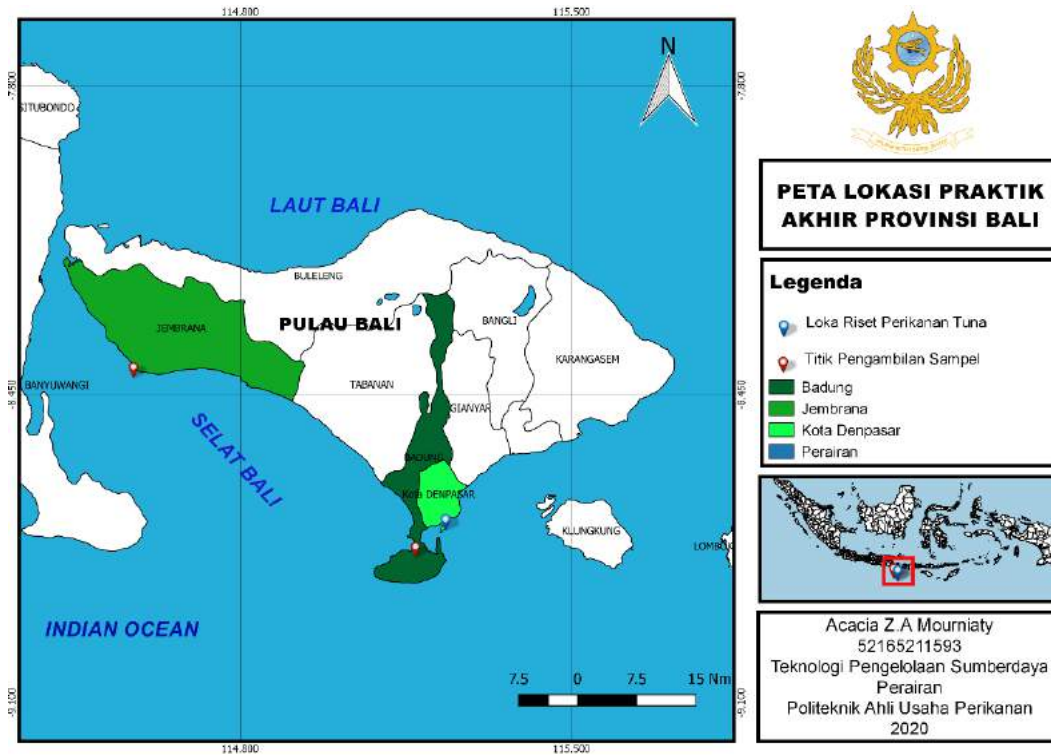 114.800 115.500
N
-7.800 -7.800
SITUBONDO
LAUT BALI
BULELENG
PULAU BALI
BANGLI
JEMBRANA
KARANGASEM
BANYUWANGI
TABANAN
-8.450 -8.450
GIANYAR
SELAT BALI
BADUNG
Kota DENPASAR
KLUNGKUNG
INDIAN OCEAN
7.5 0 7.5 15 Nm
-9.100 -9.100
114.800 115.500
PETA LOKASI PRAKTIK
AKHIR PROVINSI BALI
Legenda
Loka Riset Perikanan Tuna
Titik Pengambilan Sampel
Badung
Jembrana
Kota Denpasar
Perairan
Acacia Z.A Mourniaty
52165211593
Teknologi Pengelolaan Sumberdaya
Perairan
Politeknik Ahli Usaha Perikanan
2020